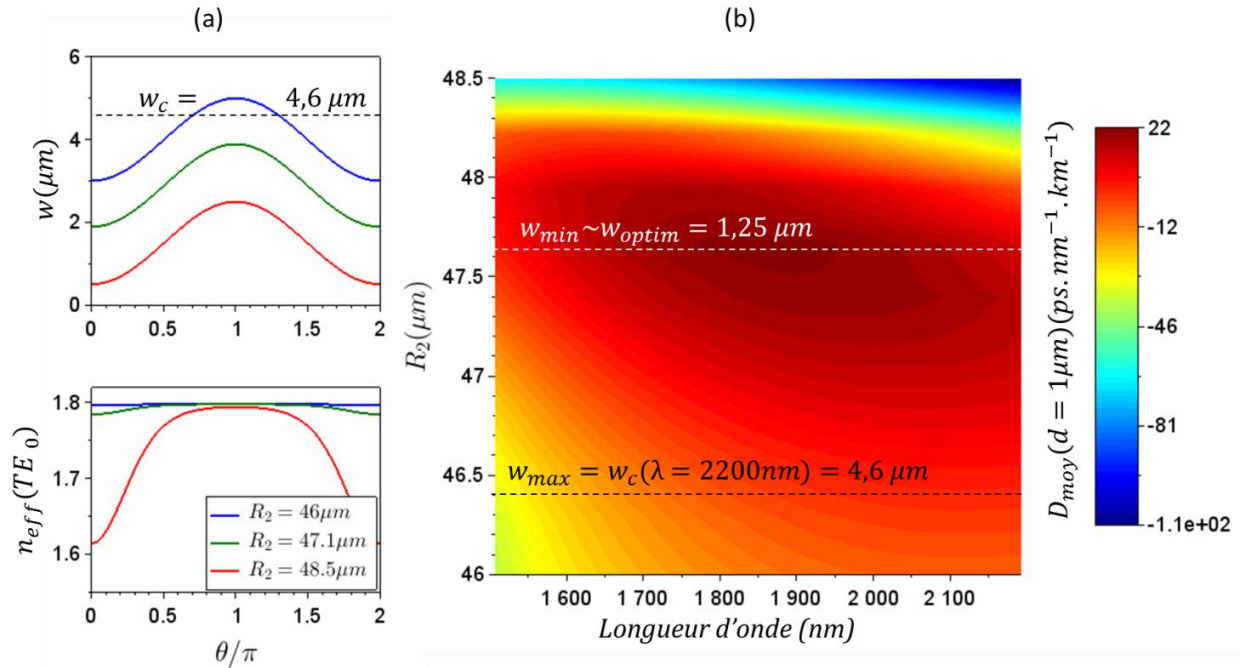 (a)
(b)
6
4
2
0
w(μm)
w_c = 4,6 μm
0 0.5 1 1.5 2
1.8
1.7
1.6
n_eff(TE_0)
R_2 = 46μm
R_2 = 47.1μm
R_2 = 48.5μm
0 0.5 1 1.5 2
θ/π
48.5
48
47.5
47
46.5
46
R_2(μm)
w_min~w_optim = 1,25 μm
w_max = w_c(λ = 2200nm) = 4,6 μm
1 600 1 700 1 800 1 900 2 000 2 100
Longueur d'onde (nm)
D_moy(d = 1μm)(ps.nm⁻¹.km⁻¹)
22
-12
-46
-81
-1.1e+02